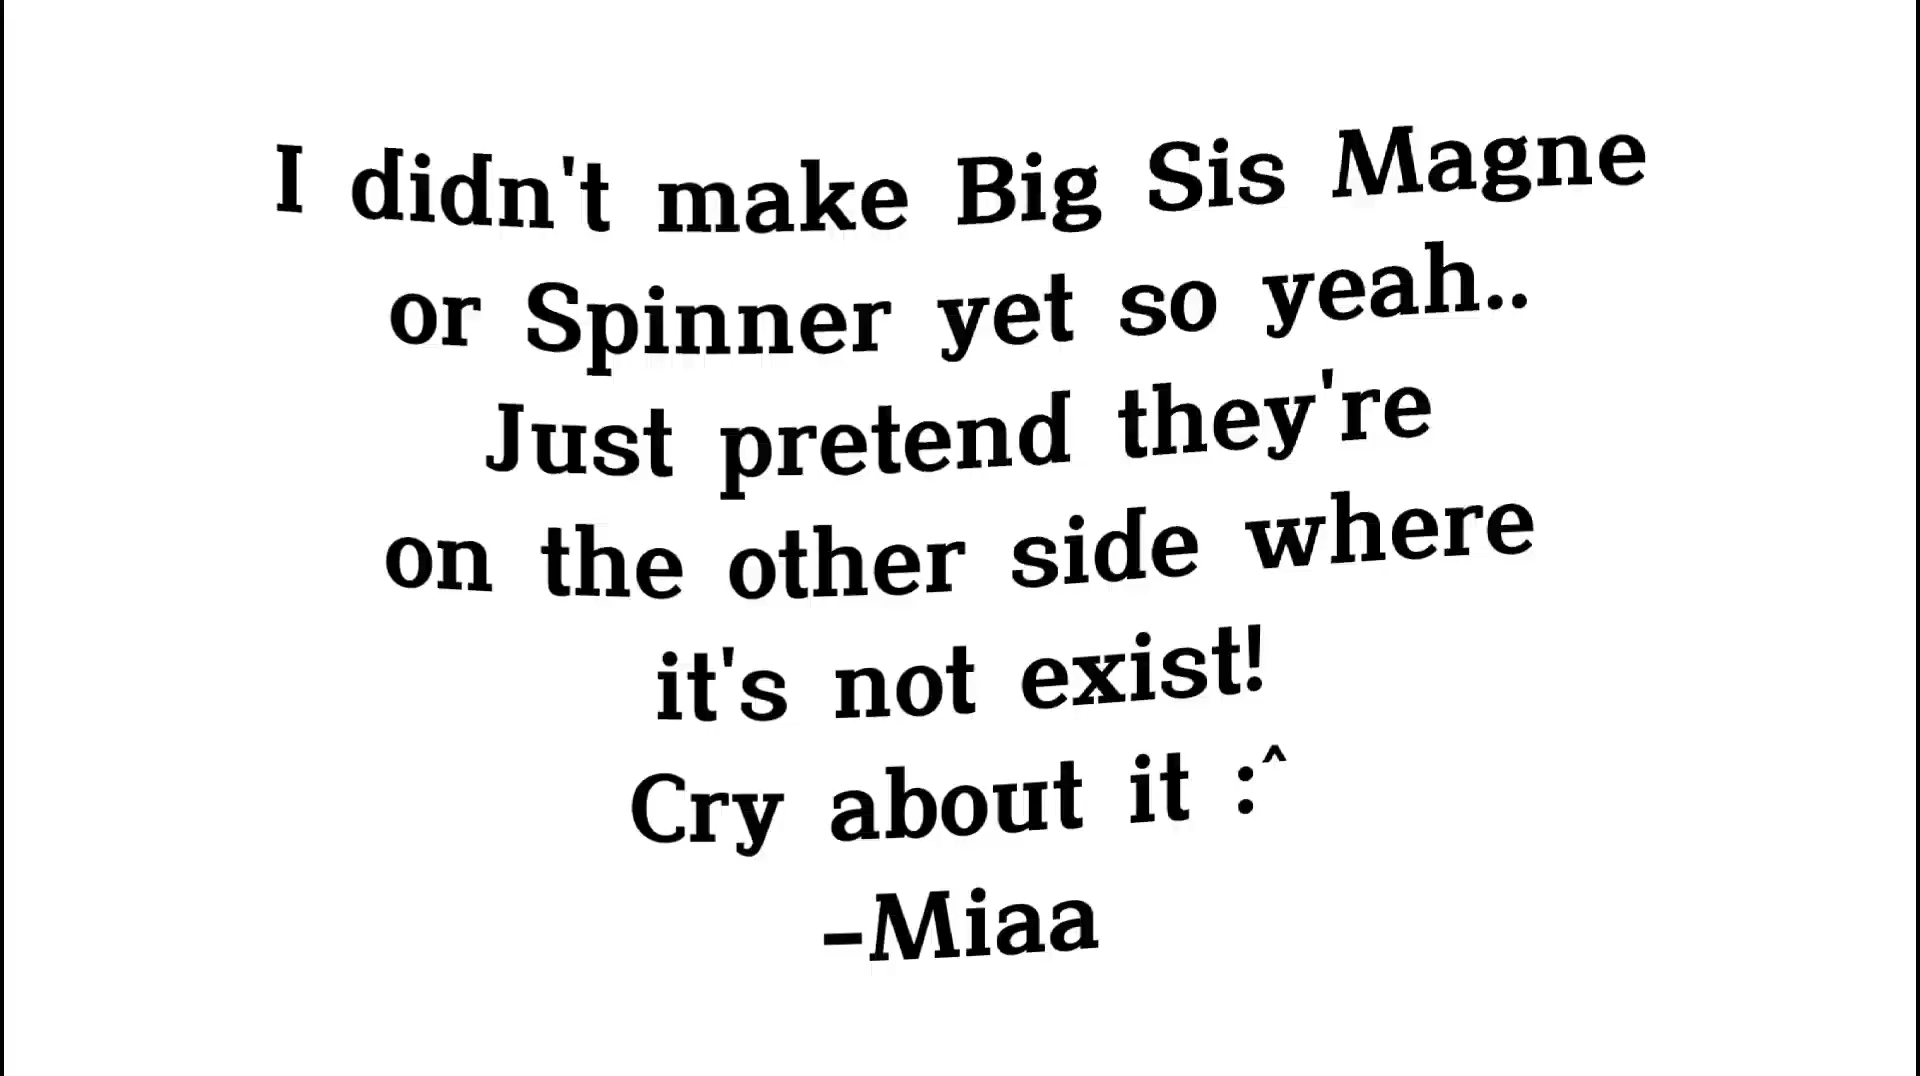 I didn't make Big Sis Magne
or Spinner yet so yeah..
Just pretend they're
on the other side where
it's not exist!
Cry about it :^
-Miaa